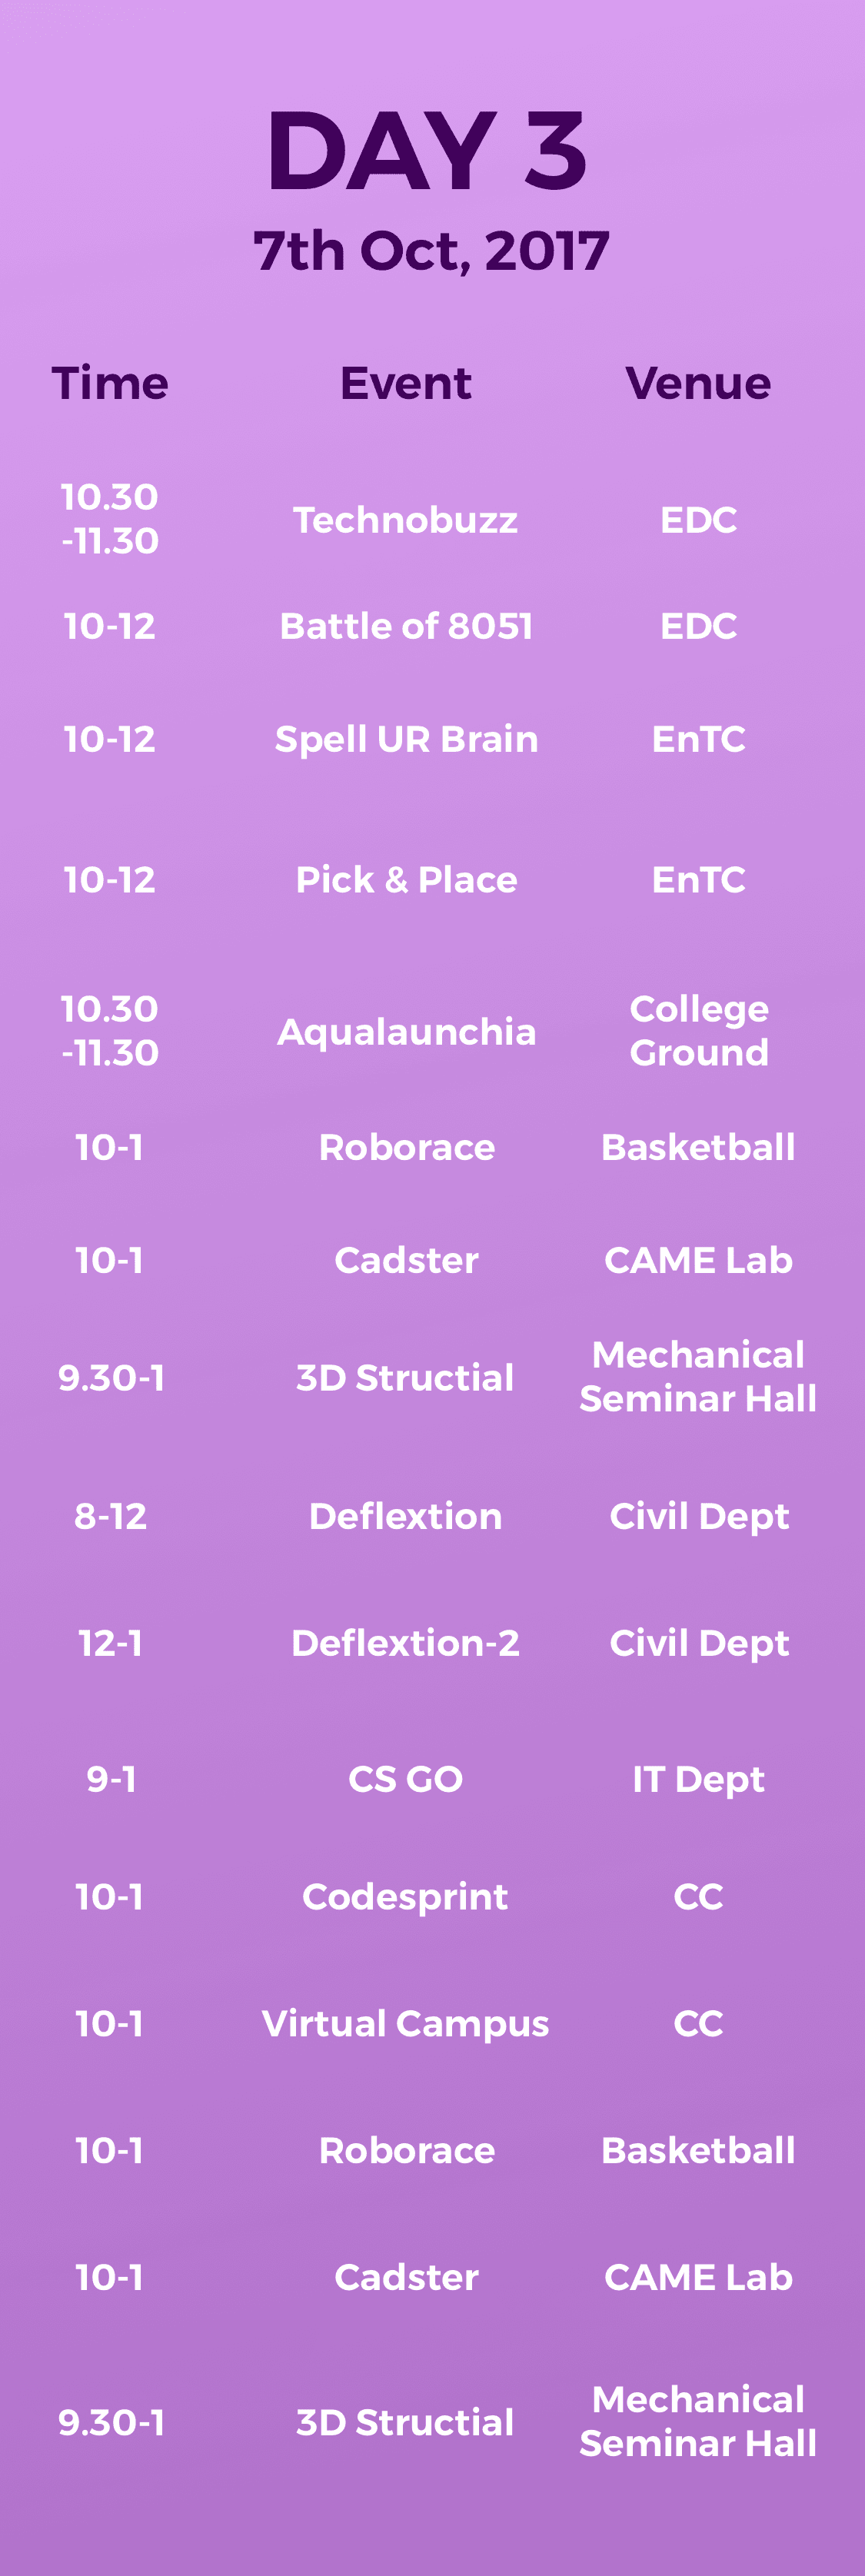 DAY 3
7th Oct, 2017
Time Event Venue
10.30
-11.30 Technobuzz EDC
10-12 Battle of 8051 EDC
10-12 Spell UR Brain EnTC
10-12 Pick & Place EnTC
10.30
-11.30 Aqualaunchia College
Ground
10-1 Roborace Basketball
10-1 Cadster CAME Lab
9.30-1 3D Structial Mechanical
Seminar Hall
8-12 Deflextion Civil Dept
12-1 Deflextion-2 Civil Dept
9-1 CS GO IT Dept
10-1 Codesprint CC
10-1 Virtual Campus CC
10-1 Roborace Basketball
10-1 Cadster CAME Lab
9.30-1 3D Structial Mechanical
Seminar Hall